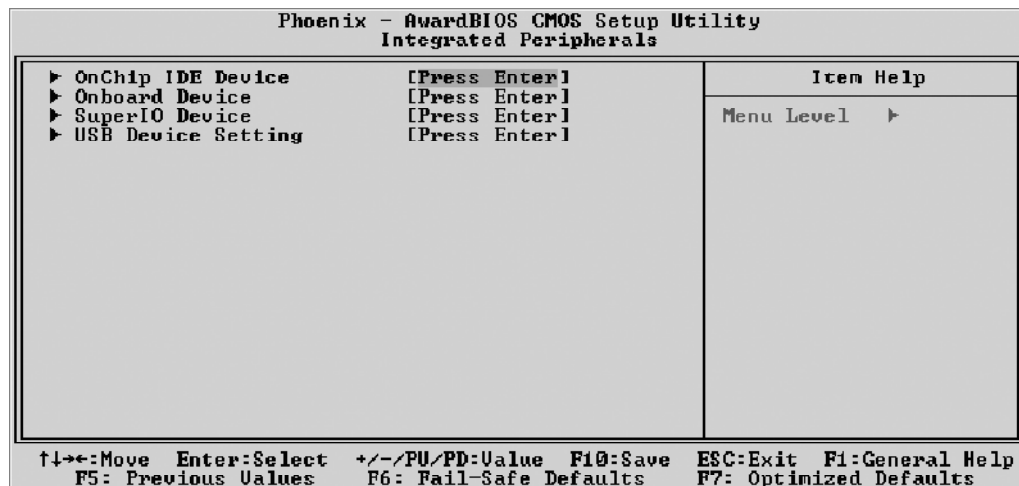 Phoenix - AwardBIOS CMOS Setup Utility
Integrated Peripherals
► OnChip IDE Device [Press Enter]
► Onboard Device [Press Enter]
► SuperIO Device [Press Enter]
► USB Device Setting [Press Enter]
Item Help
Menu Level ►
↑↓→←:Move Enter:Select +/-/PU/PD:Value F10:Save ESC:Exit F1:General Help
F5: Previous Values F6: Fail-Safe Defaults F7: Optimized Defaults